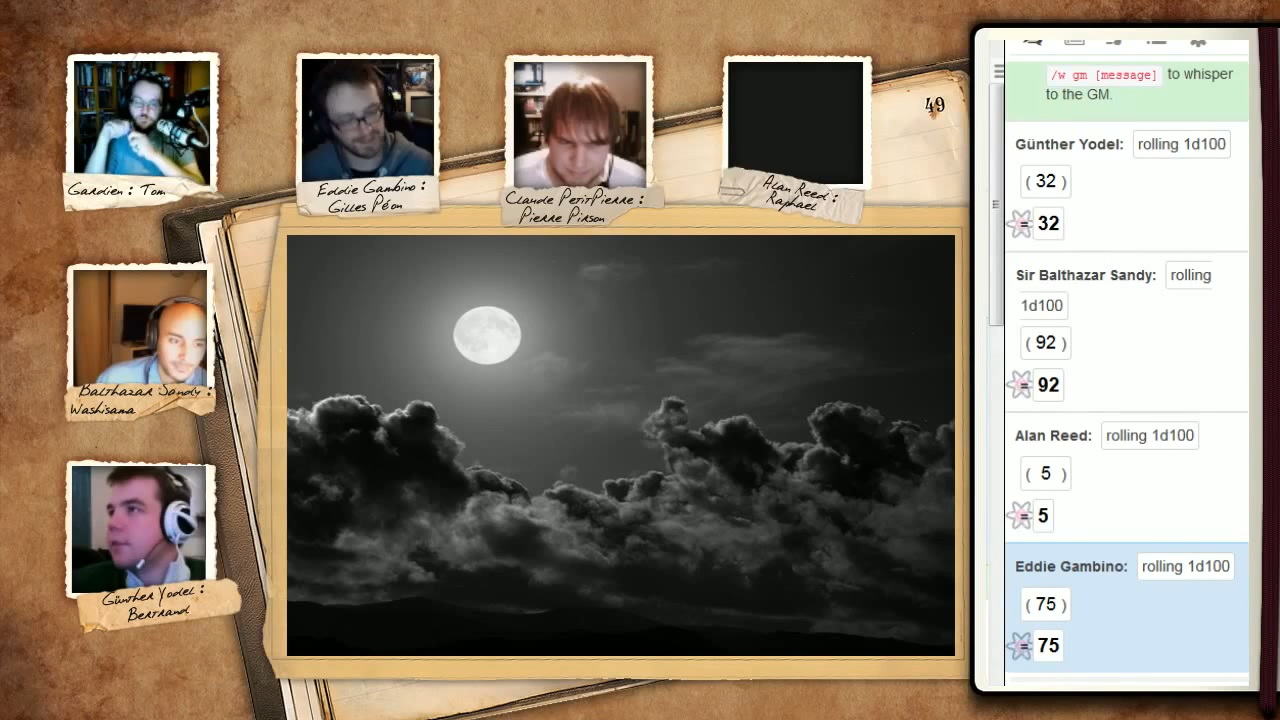 Gardien : Tom
Eddie Gambino :
Gilles Péon
Claude PetitPierre :
Pierre Pirson
Alan Reed :
Raphael
49
Balthazar Sandy :
Washisama
Günther Yodel :
Bertrand
/w gm [message] to whisper
to the GM.
Günther Yodel: rolling 1d100
( 32 )
= 32
Sir Balthazar Sandy: rolling
1d100
( 92 )
= 92
Alan Reed: rolling 1d100
( 5 )
= 5
Eddie Gambino: rolling 1d100
( 75 )
= 75